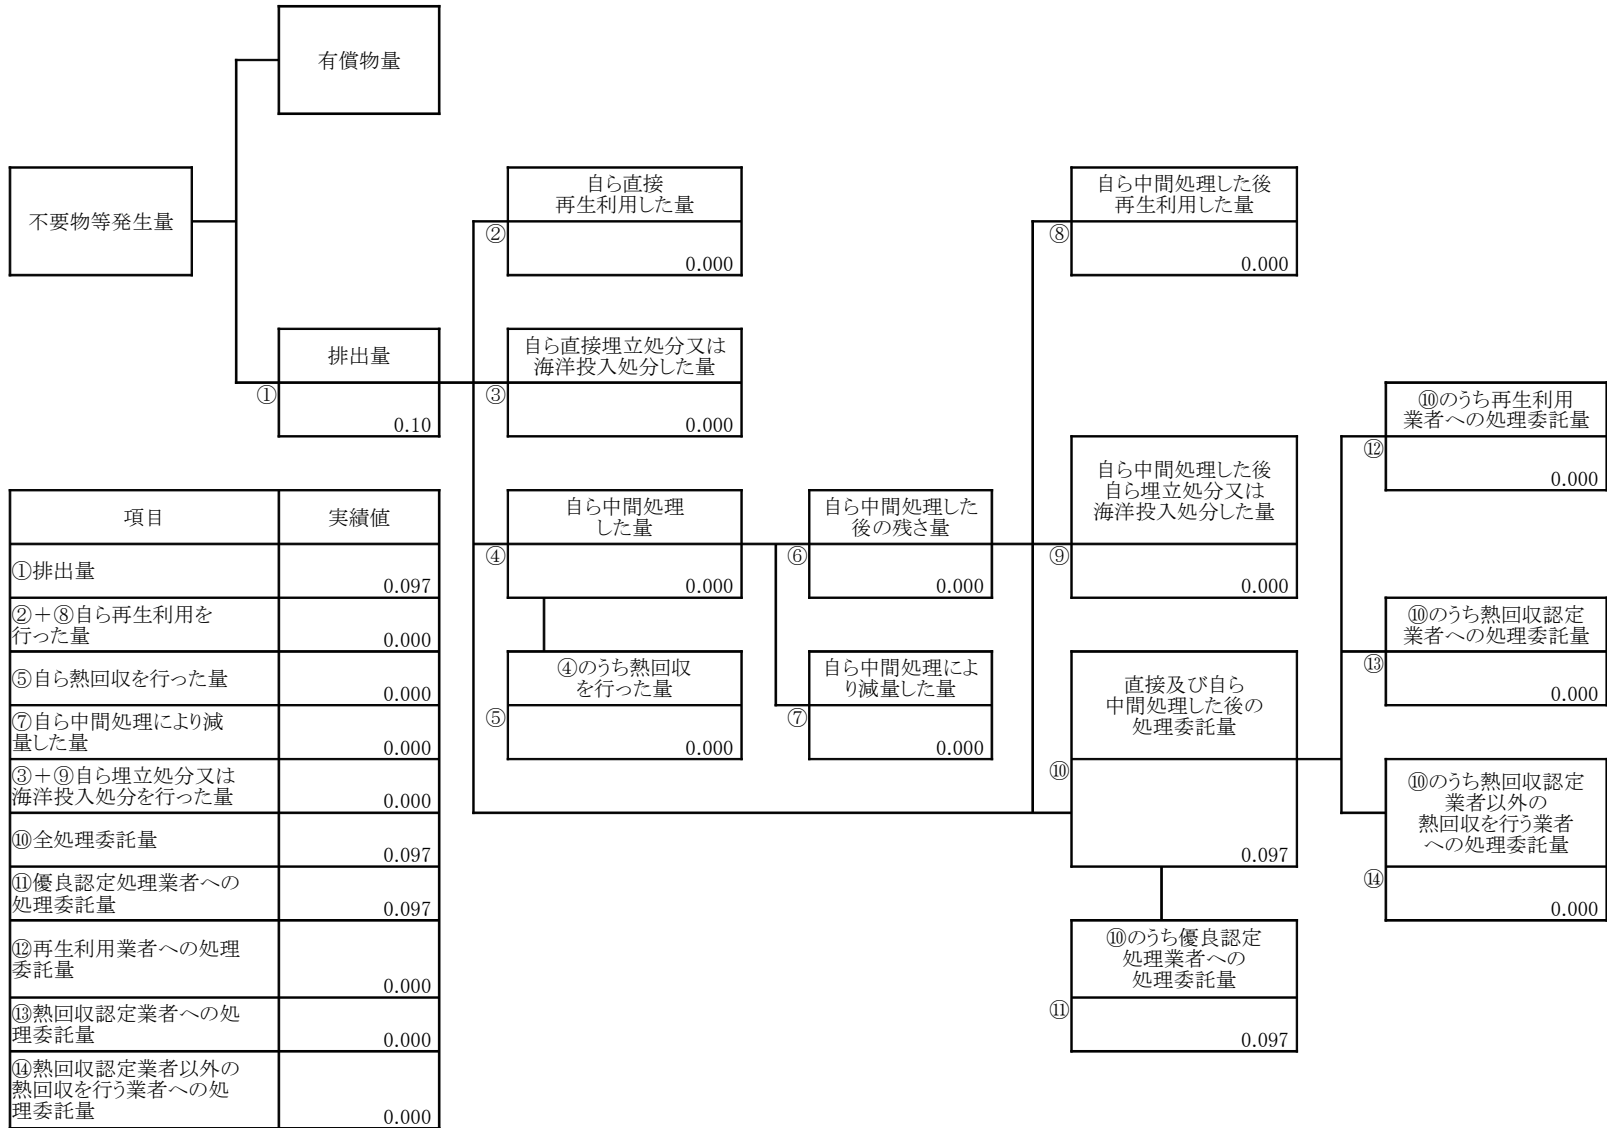 有償物量
不要物等発生量
自ら直接
再生利用した量
②
0.000
自ら中間処理した後
再生利用した量
⑧
0.000
排出量
①
0.10
自ら直接埋立処分又は
海洋投入処分した量
③
0.000
⑩のうち再生利用
業者への処理委託量
⑫
0.000
自ら中間処理
した量
④
0.000
自ら中間処理した
後の残さ量
⑥
0.000
自ら中間処理した後
自ら埋立処分又は
海洋投入処分した量
⑨
0.000
⑩のうち熱回収認定
業者への処理委託量
⑬
0.000
④のうち熱回収
を行った量
⑤
0.000
自ら中間処理によ
り減量した量
⑦
0.000
直接及び自ら
中間処理した後の
処理委託量
⑩
0.097
⑩のうち熱回収認定
業者以外の
熱回収を行う業者
への処理委託量
⑭
0.000
⑩のうち優良認定
処理業者への
処理委託量
⑪
0.097
項目 実績値
①排出量 0.097
②＋⑧自ら再生利用を
行った量 0.000
⑤自ら熱回収を行った量 0.000
⑦自ら中間処理により減
量した量 0.000
③＋⑨自ら埋立処分又は
海洋投入処分を行った量 0.000
⑩全処理委託量 0.097
⑪優良認定処理業者への
処理委託量 0.097
⑫再生利用業者への処理
委託量 0.000
⑬熱回収認定業者への処
理委託量 0.000
⑭熱回収認定業者以外の
熱回収を行う業者への処
理委託量 0.000